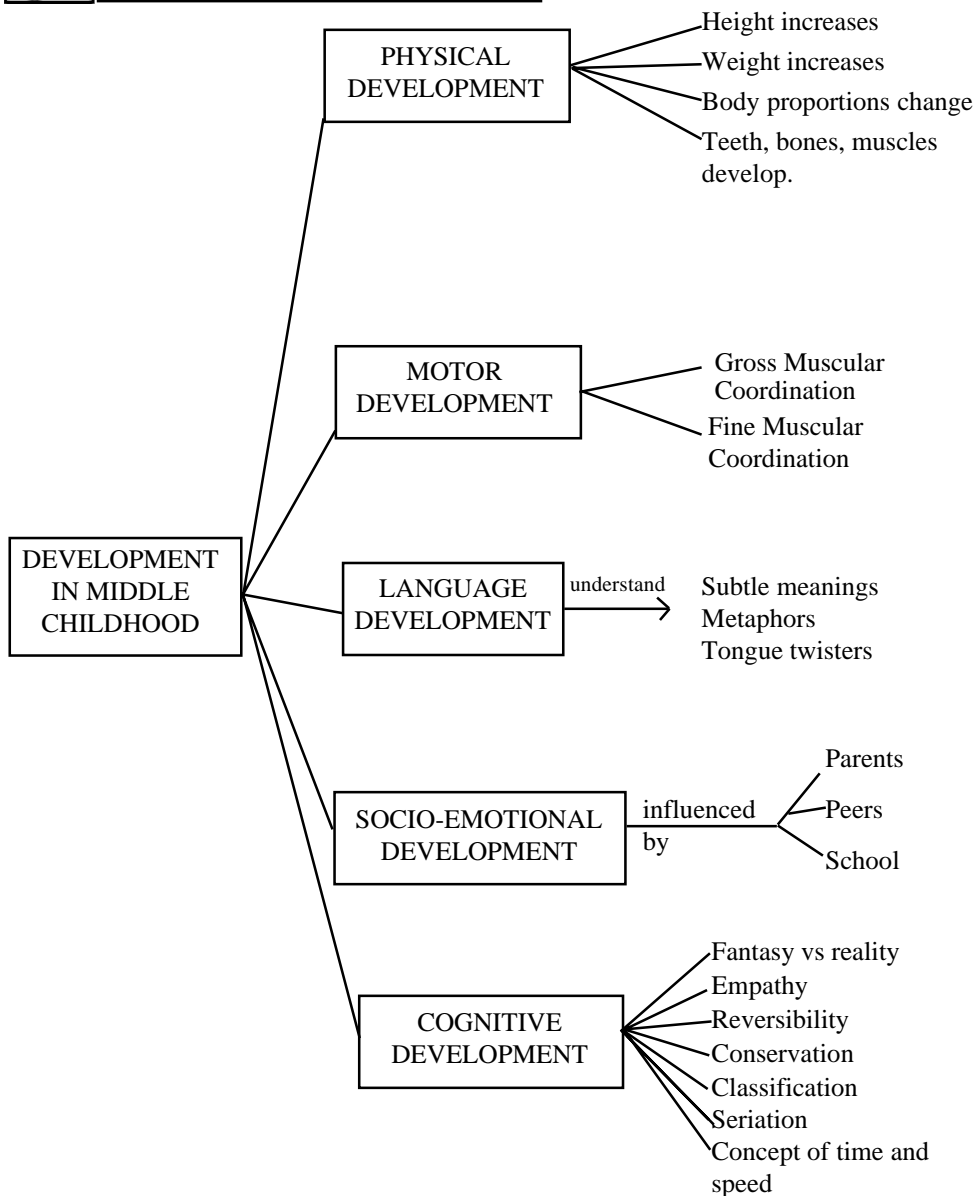 PHYSICAL
DEVELOPMENT
Height increases
Weight increases
Body proportions change
Teeth, bones, muscles
develop.
MOTOR
DEVELOPMENT
Gross Muscular
Coordination
Fine Muscular
Coordination
DEVELOPMENT
IN MIDDLE
CHILDHOOD
LANGUAGE
DEVELOPMENT
understand
Subtle meanings
Metaphors
Tongue twisters
SOCIO-EMOTIONAL
DEVELOPMENT
influenced
by
Parents
Peers
School
COGNITIVE
DEVELOPMENT
Fantasy vs reality
Empathy
Reversibility
Conservation
Classification
Seriation
Concept of time and
speed